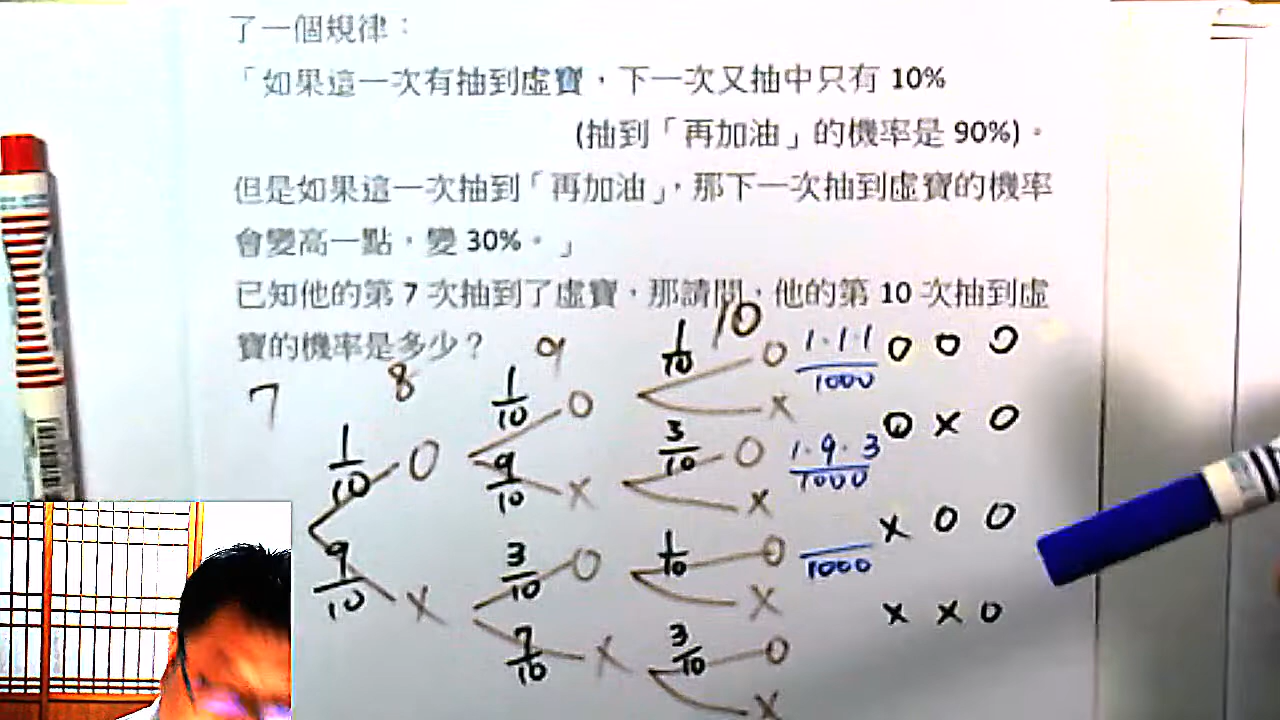 了一個規律：
「如果這一次有抽到虛寶，下一次又抽中只有 10%
(抽到「再加油」的機率是 90%)。
但是如果這一次抽到「再加油」，那下一次抽到虛寶的機率
會變高一點，變 30%。」
已知他的第 7 次抽到了虛寶，那請問，他的第 10 次抽到虛
寶的機率是多少？
7 8 9 10
1/10 O 1/10 O 1/10 O 1·1·1/1000 O O O
X
9/10 X 3/10 O 1·9·3/1000 O X O
X
9/10 X 3/10 O 1/10 O /1000 X O O
X
7/10 X 3/10 O X X O
X